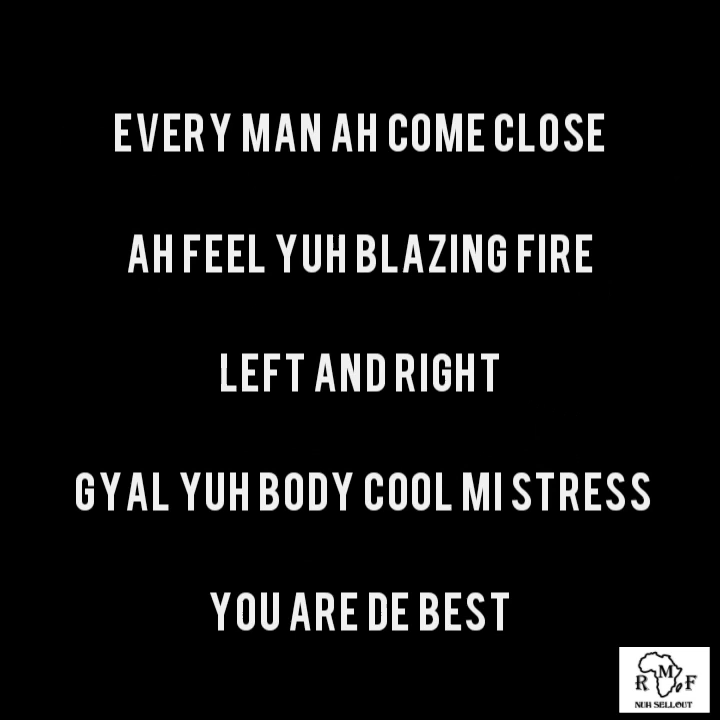 EVERY MAN AH COME CLOSE
AH FEEL YUH BLAZING FIRE
LEFT AND RIGHT
GYAL YUH BODY COOL MI STRESS
YOU ARE DE BEST
R M F
NUH SELLOUT